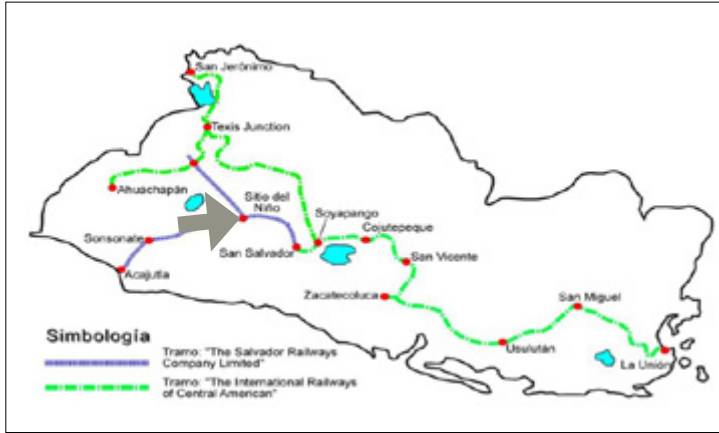 San Jerónimo
Texis Junction
Ahuachapán
Sitio del
Niño
Soyapango
Cojutepeque
Sonsonate
San Salvador
San Vicente
Acajutla
Zacatecoluca
San Miguel
Usulután
La Unión
Simbología
Tramo: "The Salvador Railways
Company Limited"
Tramo: "The International Railways
of Central American"